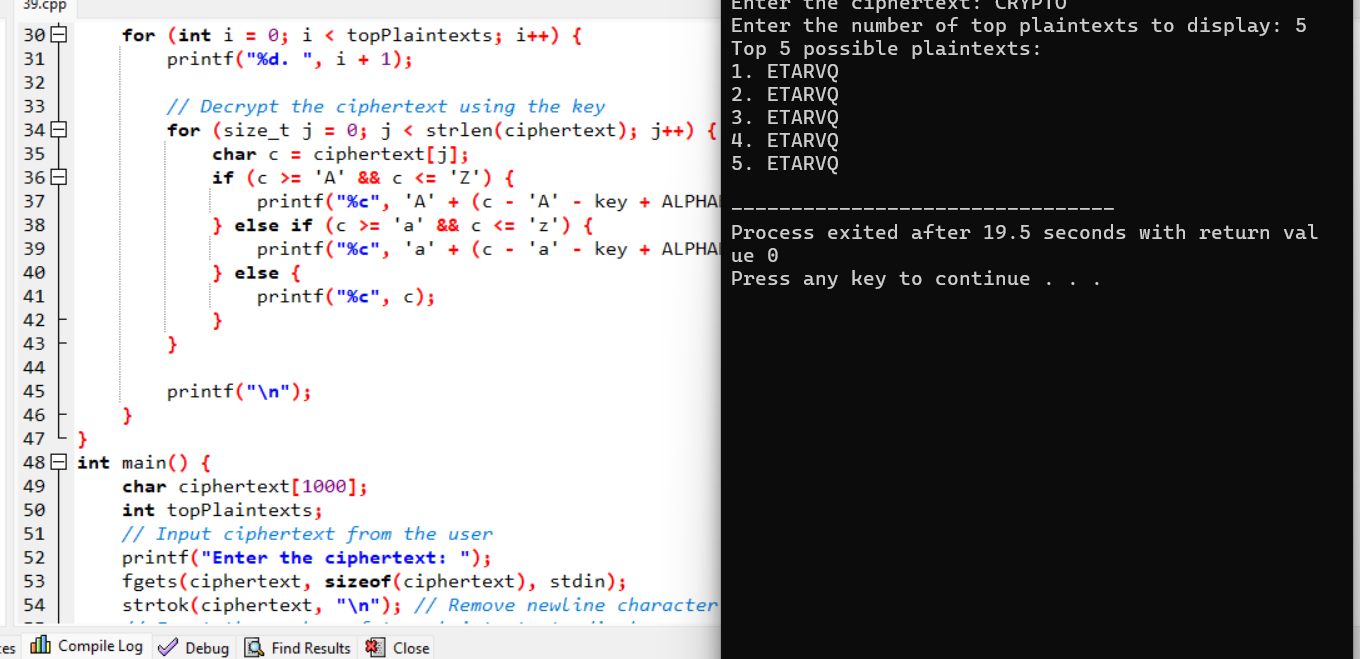 39.cpp
30 for (int i = 0; i < topPlaintexts; i++) {
31 printf("%d. ", i + 1);
32
33 // Decrypt the ciphertext using the key
34 for (size_t j = 0; j < strlen(ciphertext); j++) {
35 char c = ciphertext[j];
36 if (c >= 'A' && c <= 'Z') {
37 printf("%c", 'A' + (c - 'A' - key + ALPHA
38 } else if (c >= 'a' && c <= 'z') {
39 printf("%c", 'a' + (c - 'a' - key + ALPHA
40 } else {
41 printf("%c", c);
42 }
43 }
44
45 printf("\n");
46 }
47 }
48 int main() {
49 char ciphertext[1000];
50 int topPlaintexts;
51 // Input ciphertext from the user
52 printf("Enter the ciphertext: ");
53 fgets(ciphertext, sizeof(ciphertext), stdin);
54 strtok(ciphertext, "\n"); // Remove newline character
Compile Log Debug Find Results Close
Enter the ciphertext: CRYPTO
Enter the number of top plaintexts to display: 5
Top 5 possible plaintexts:
1. ETARVQ
2. ETARVQ
3. ETARVQ
4. ETARVQ
5. ETARVQ
--------------------------------
Process exited after 19.5 seconds with return val
ue 0
Press any key to continue . . .